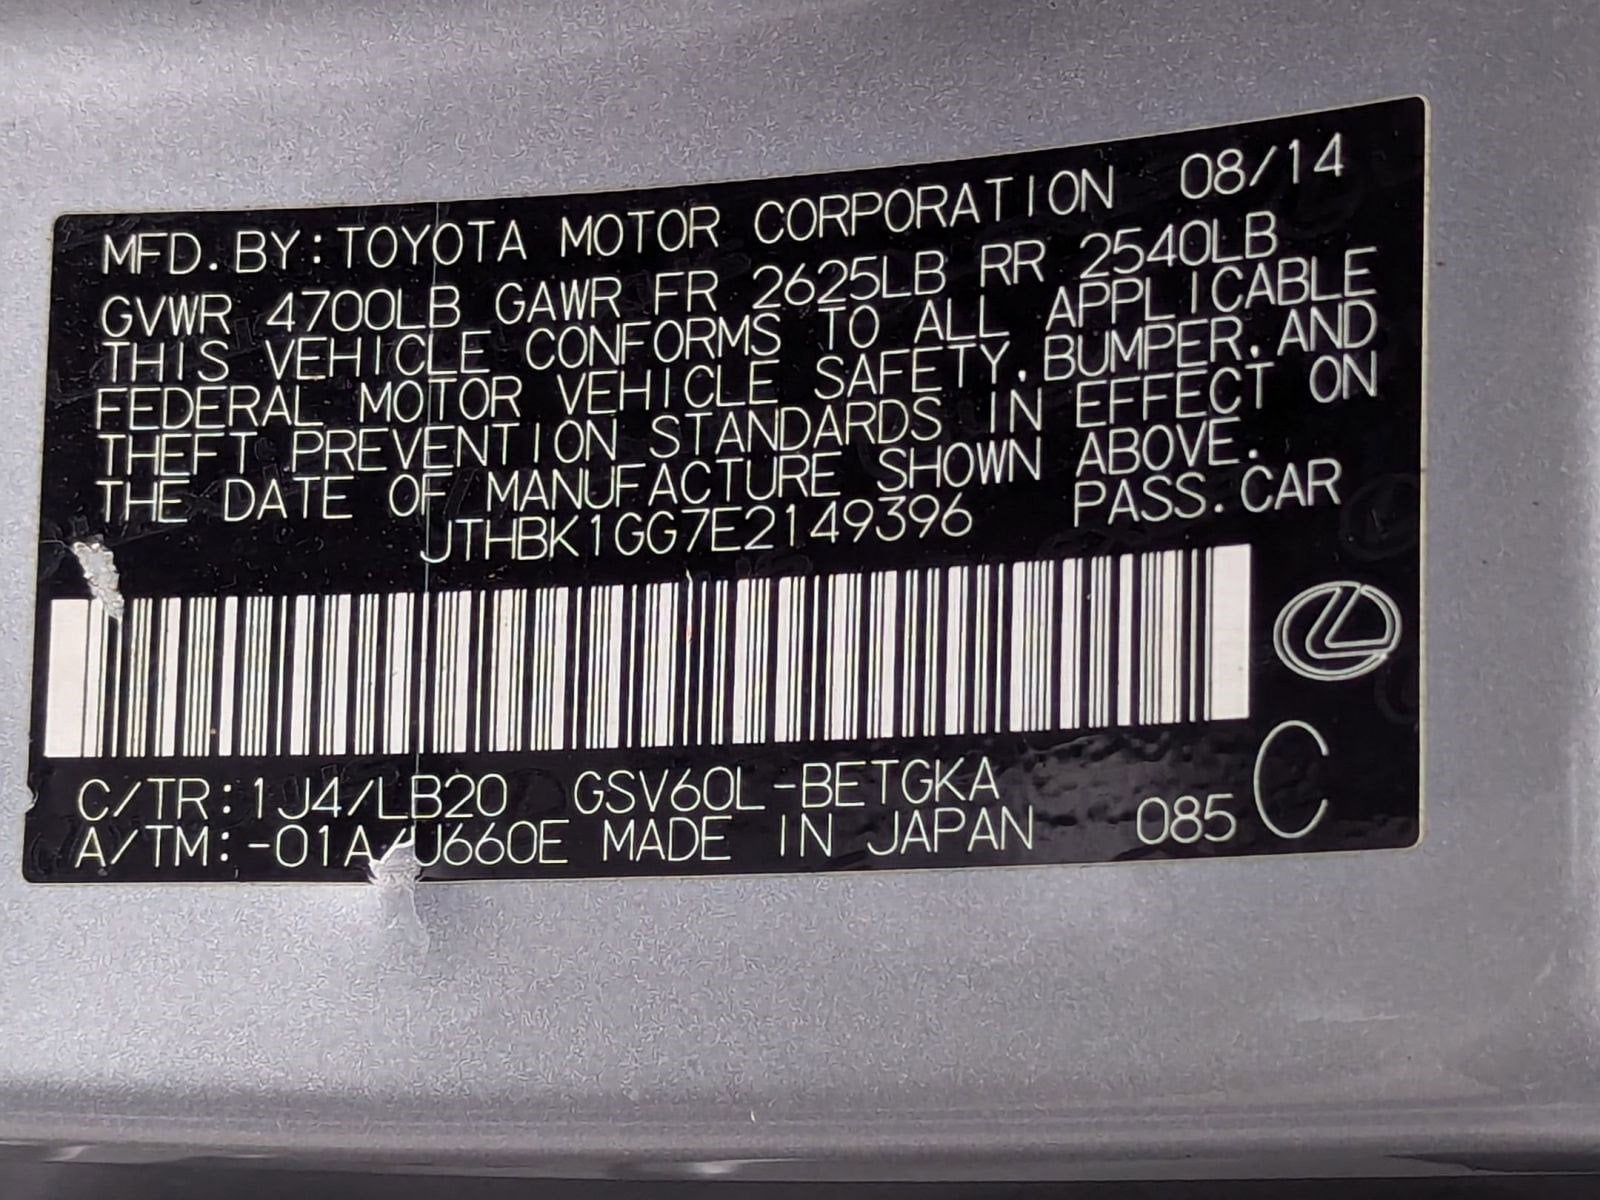 MFD. BY: TOYOTA MOTOR CORPORATION 08/14
GVWR 4700LB GAWR FR 2625LB RR 2540LB
THIS VEHICLE CONFORMS TO ALL APPLICABLE
FEDERAL MOTOR VEHICLE SAFETY, BUMPER, AND
THEFT PREVENTION STANDARDS IN EFFECT ON
THE DATE OF MANUFACTURE SHOWN ABOVE.
JTHBK1GG7E2149396 PASS. CAR
C/TR: 1J4/LB20 GSV60L-BETGKA
A/TM: -01A/U660E MADE IN JAPAN 085 C